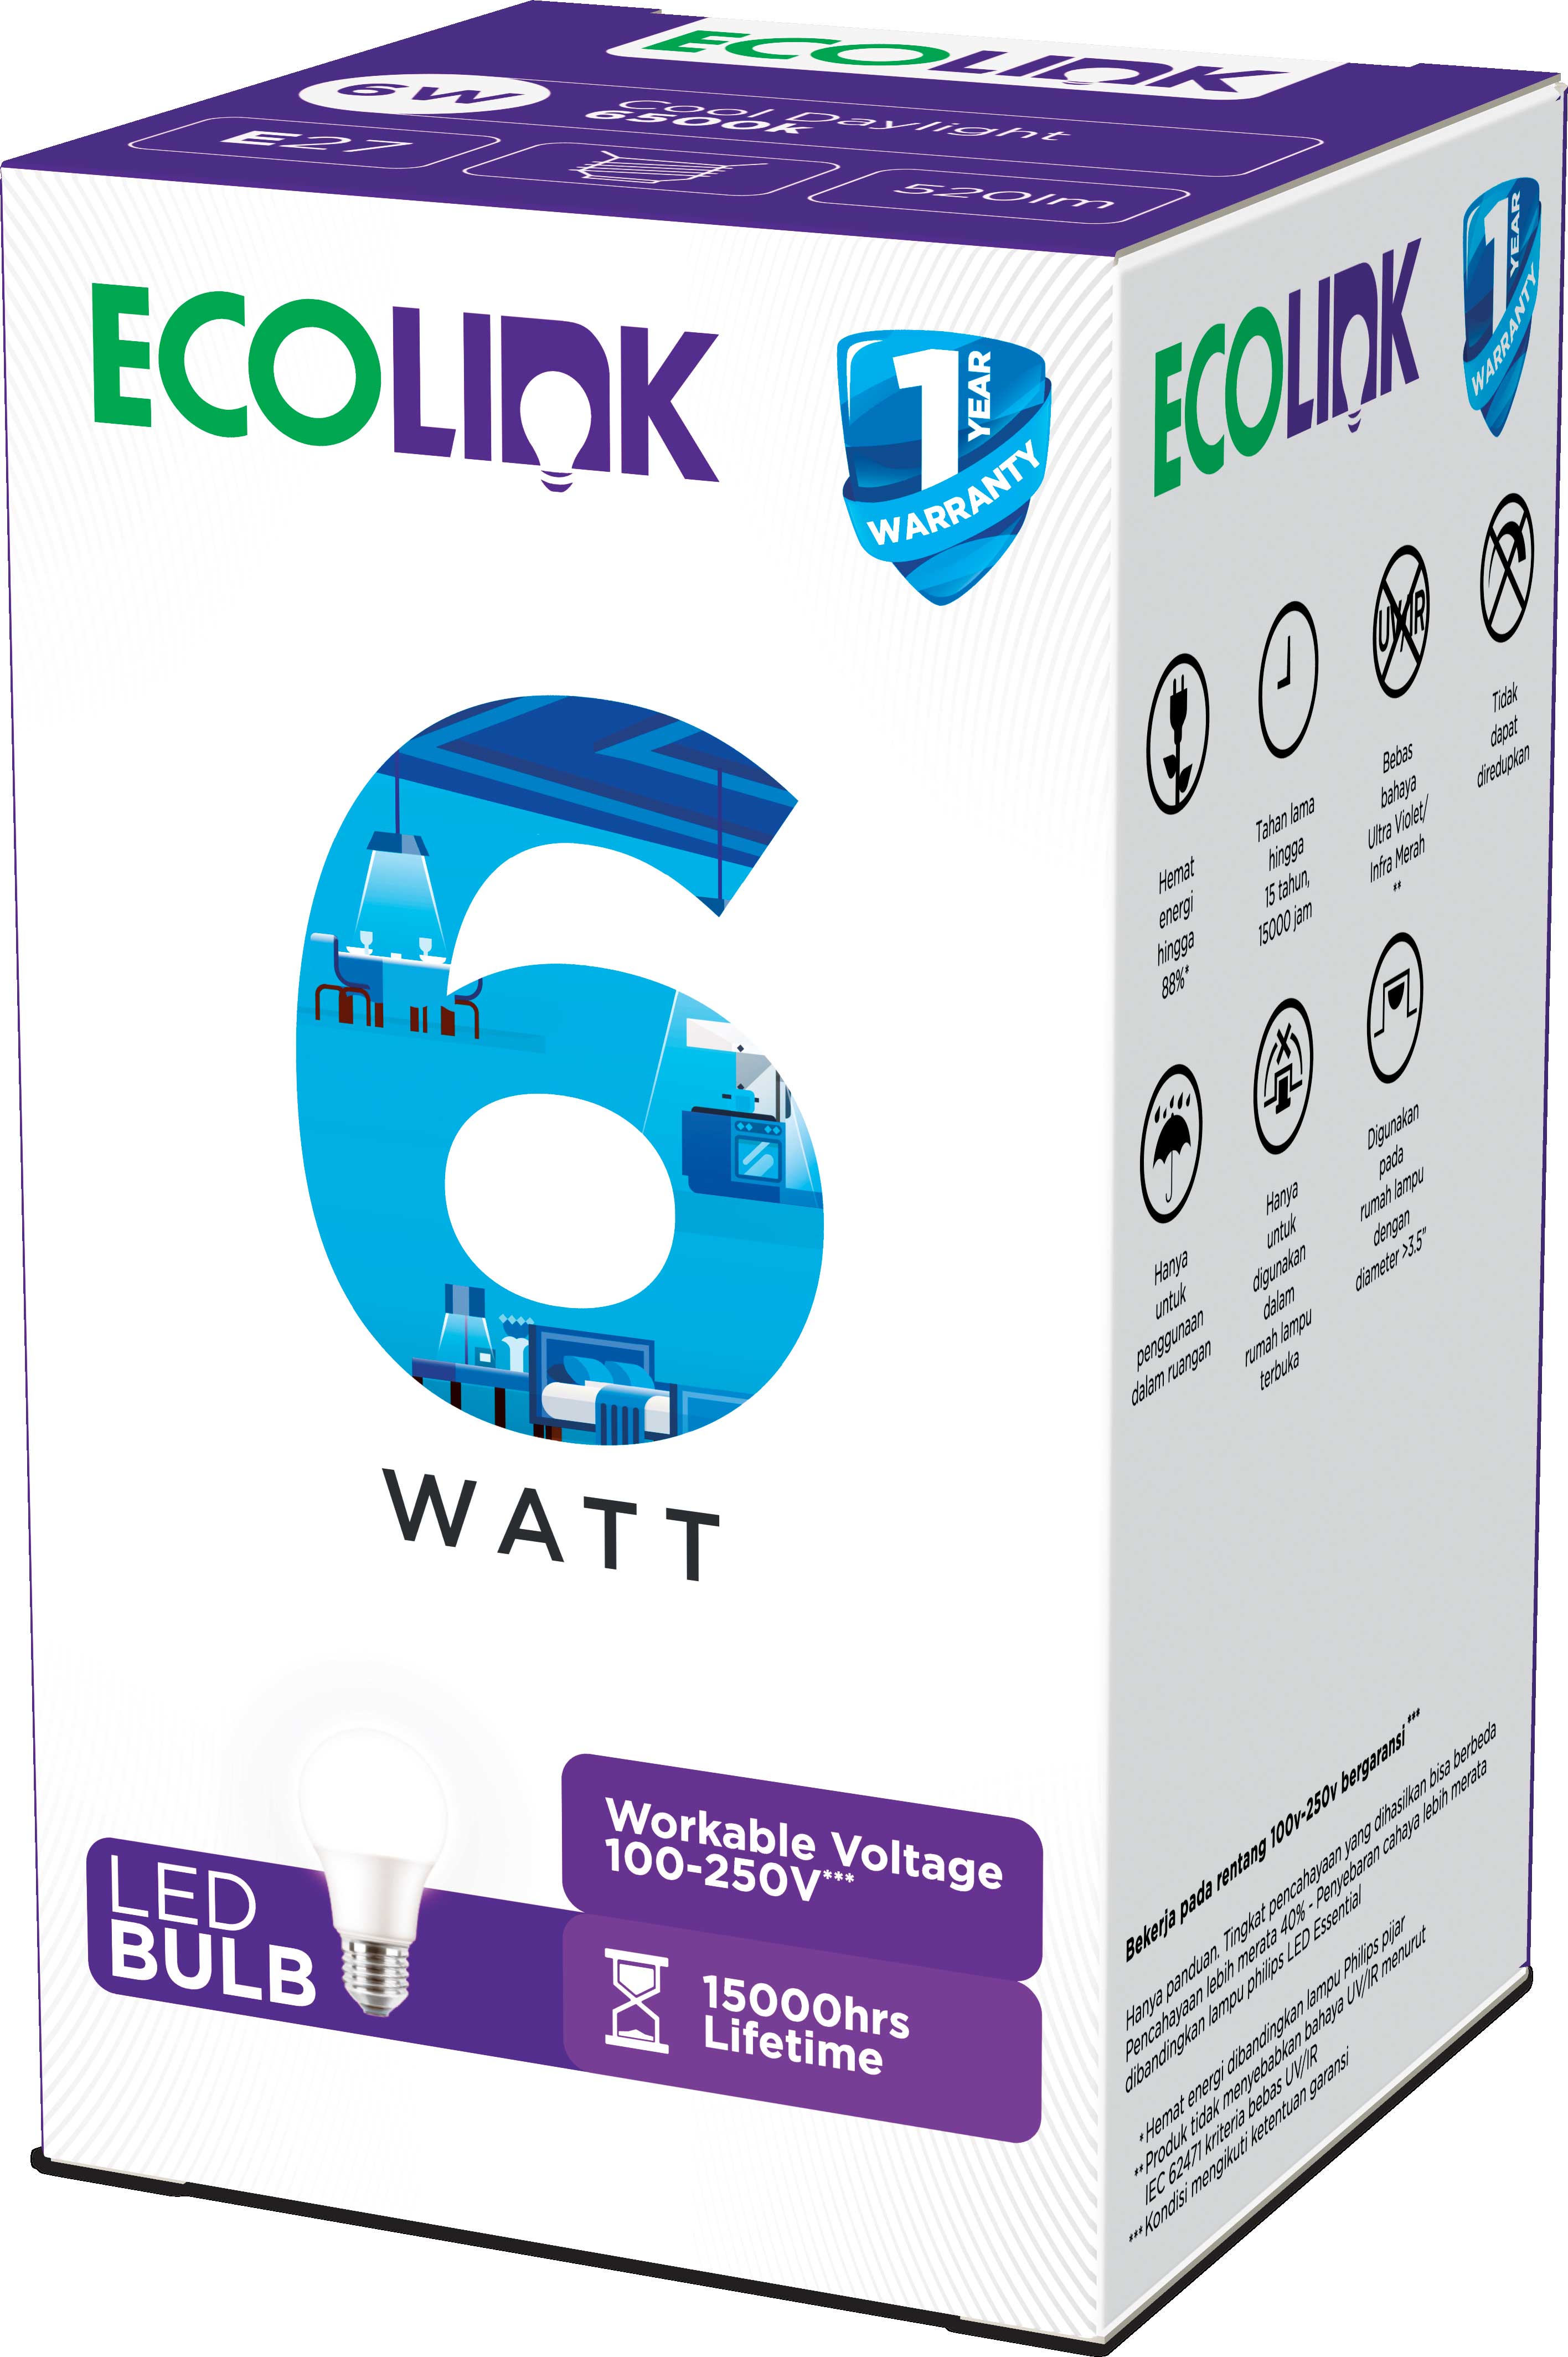 ECOLINK
6W
Cool Daylight
6500k
E27
520lm
ECOLINK
1
YEAR
WARRANTY
6
WATT
LED
BULB
Workable Voltage
100-250V***
15000hrs
Lifetime
ECOLINK
1
YEAR
WARRANTY
Hemat
energi
hingga
88%*
Tahan lama
hingga
15 tahun,
15000 jam
UV/IR
Bebas
bahaya
Ultra Violet/
Infra Merah
**
Tidak
dapat
diredupkan
Hanya
untuk
penggunaan
dalam ruangan
Hanya
untuk
digunakan
dalam
rumah lampu
terbuka
Digunakan
pada
rumah lampu
dengan
diameter >3.5"
Bekerja pada rentang 100v-250v bergaransi***
Hanya panduan. Tingkat pencahayaan yang dihasilkan bisa berbeda
Pencahayaan lebih merata 40% - Penyebaran cahaya lebih merata
dibandingkan lampu philips LED Essential
*Hemat energi dibandingkan lampu Philips pijar
**Produk tidak menyebabkan bahaya UV/IR menurut
IEC 62471 kriteria bebas UV/IR
***Kondisi mengikuti ketentuan garansi